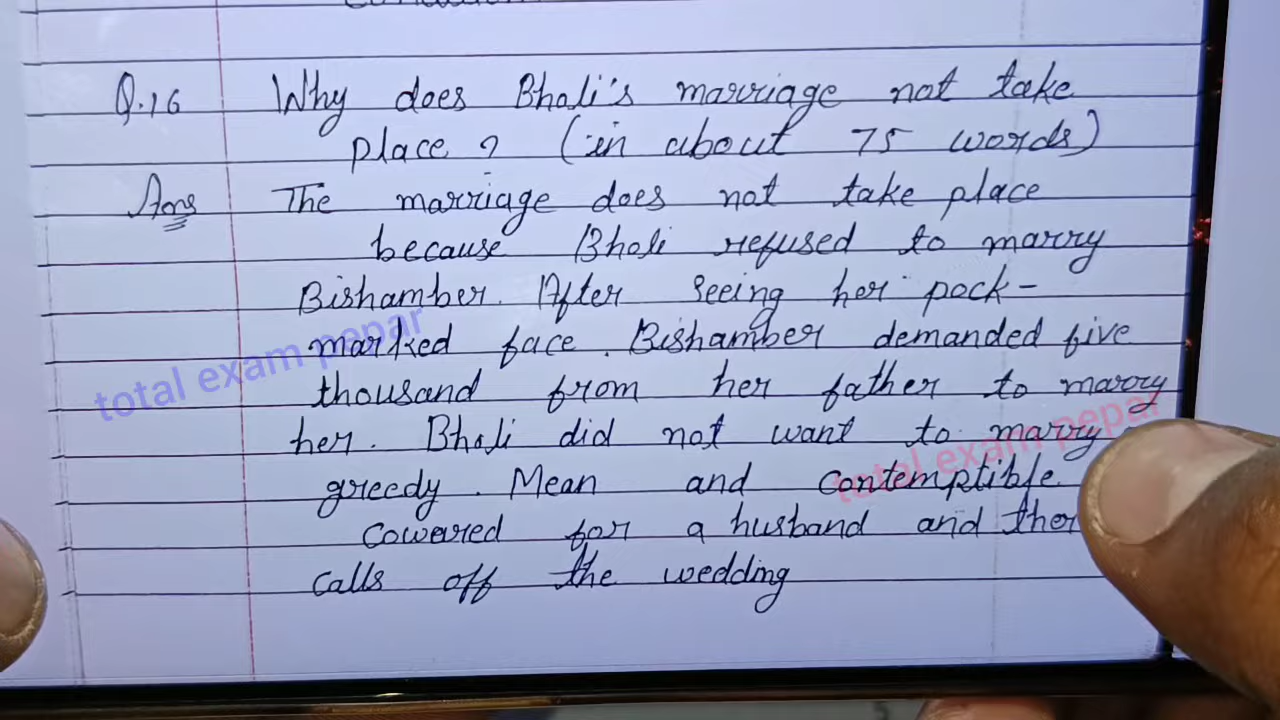 Q.16 Why does Bholi's marriage not take
place ? (in about 75 words)
Ans The marriage does not take place
because Bholi refused to marry
Bishamber. After seeing her pock-
marked face. Bishamber demanded five
thousand from her father to marry
her. Bholi did not want to marry
greedy. Mean and contemptible
cowared for a husband and
calls off the wedding
total exam pepar
total exam pepar